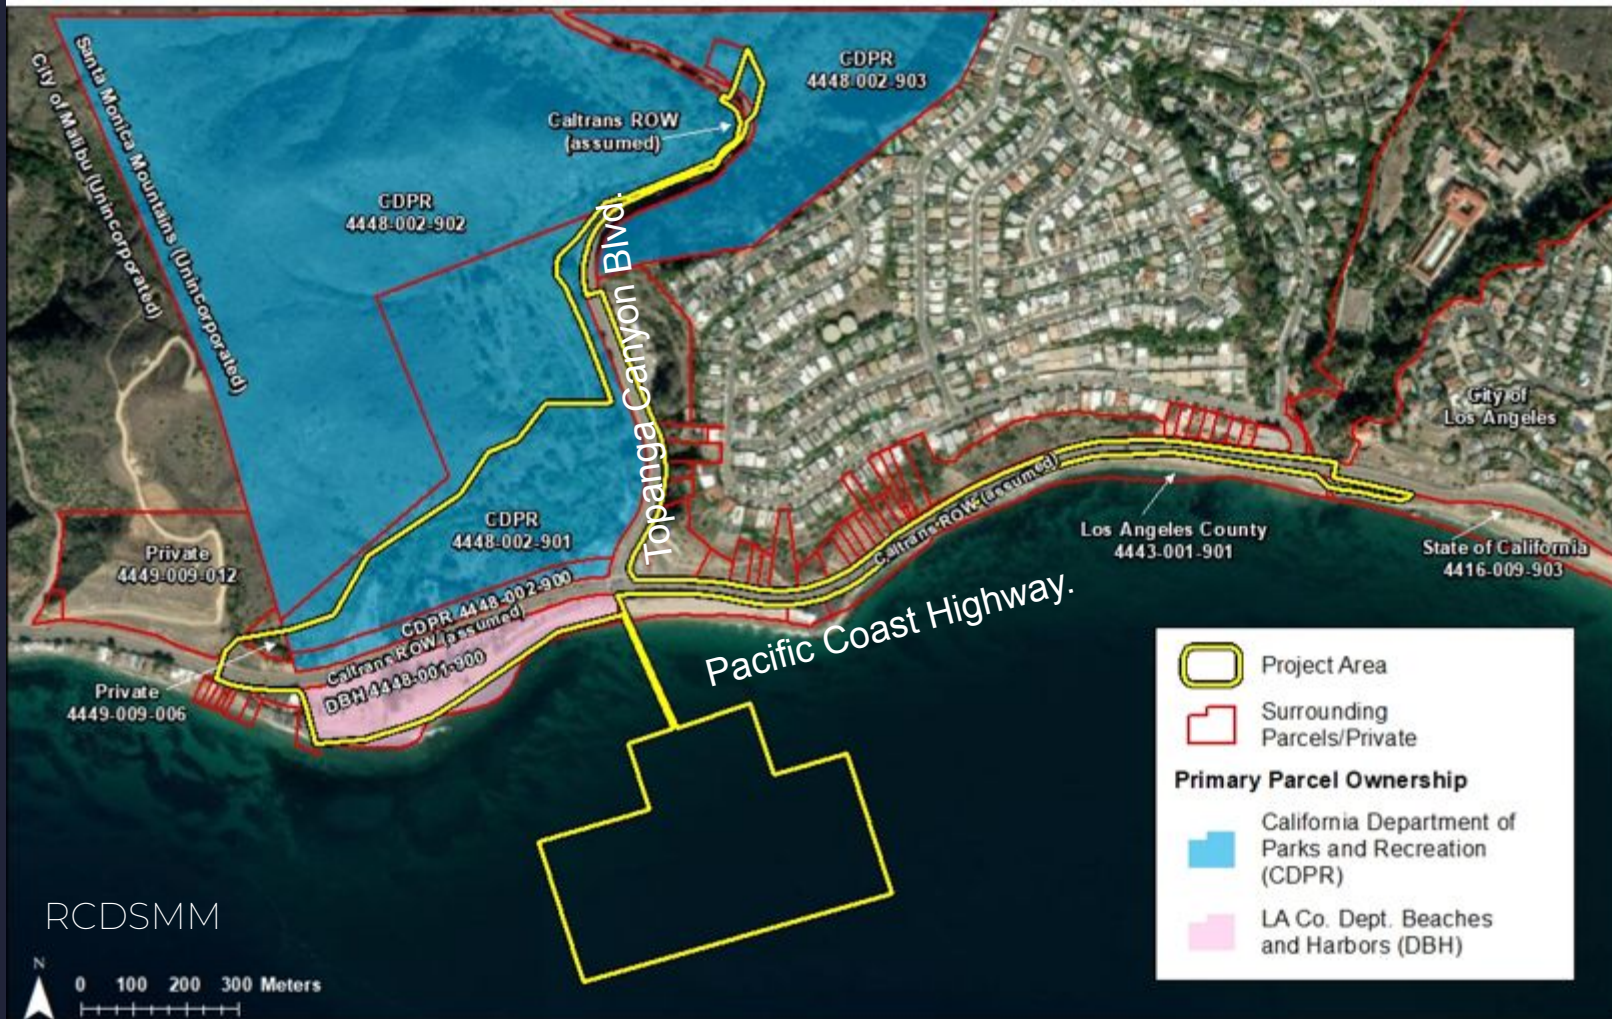 Santa Monica Mountains (Unincorporated)
City of Malibu (Unincorporated)
CDPR
4448-002-903
Caltrans ROW
(assumed)
CDPR
4448-002-902
Topanga Canyon Blvd.
City of
Los Angeles
CDPR
4448-002-901
Private
4449-009-012
Caltrans ROW (assumed)
Los Angeles County
4443-001-901
State of California
4416-009-903
CDPR 4448-002-900
Caltrans ROW (assumed)
DBH 4448-001-900
Pacific Coast Highway.
Private
4449-009-006
Project Area
Surrounding
Parcels/Private
Primary Parcel Ownership
California Department of
Parks and Recreation
(CDPR)
LA Co. Dept. Beaches
and Harbors (DBH)
RCDSMM
N
0 100 200 300 Meters